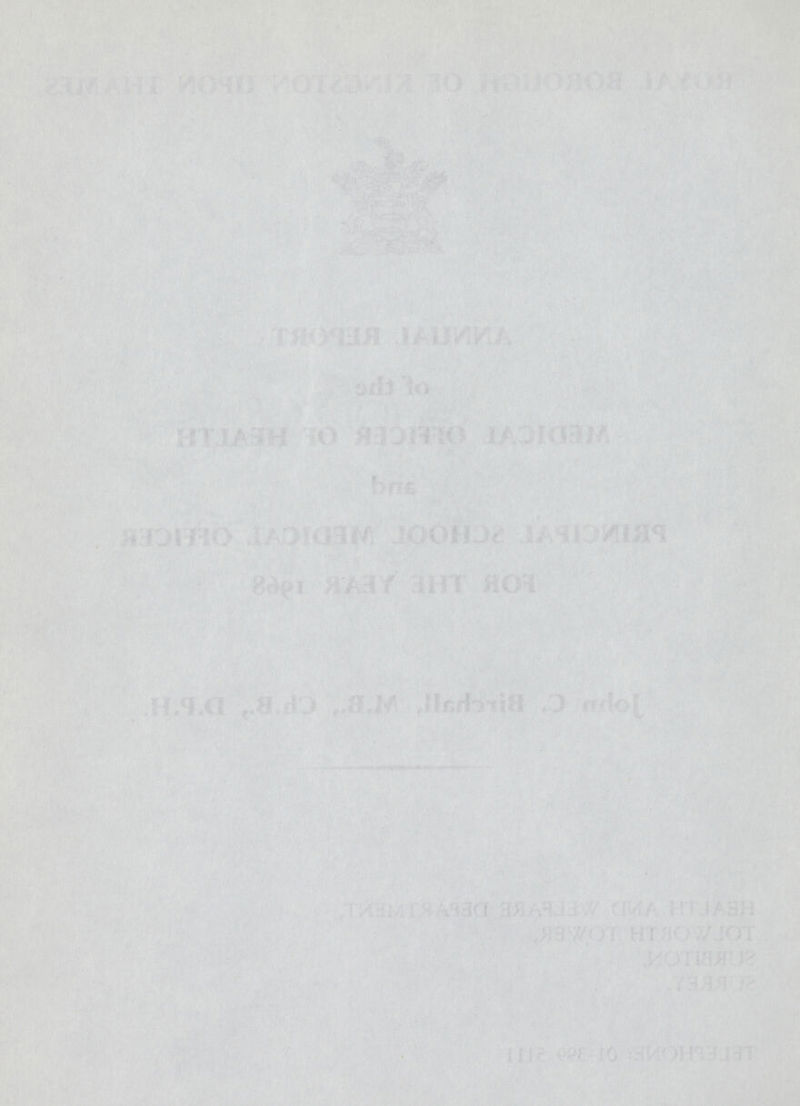 ROYAL BOROUGH OF KINGSTON UPON THAMES
ANNUAL REPORT
of the
MEDICAL OFFICER OF HEALTH
and
PRINCIPAL SCHOOL MEDICAL OFFICER
FOR THE YEAR 1968
John C. Birchall, M.B., Ch.B., D.P.H.
HEALTH AND WELFARE DEPARTMENT,
TOLWORTH TOWER,
SURBITON,
SURREY.
TELEPHONE: 01-399 5111